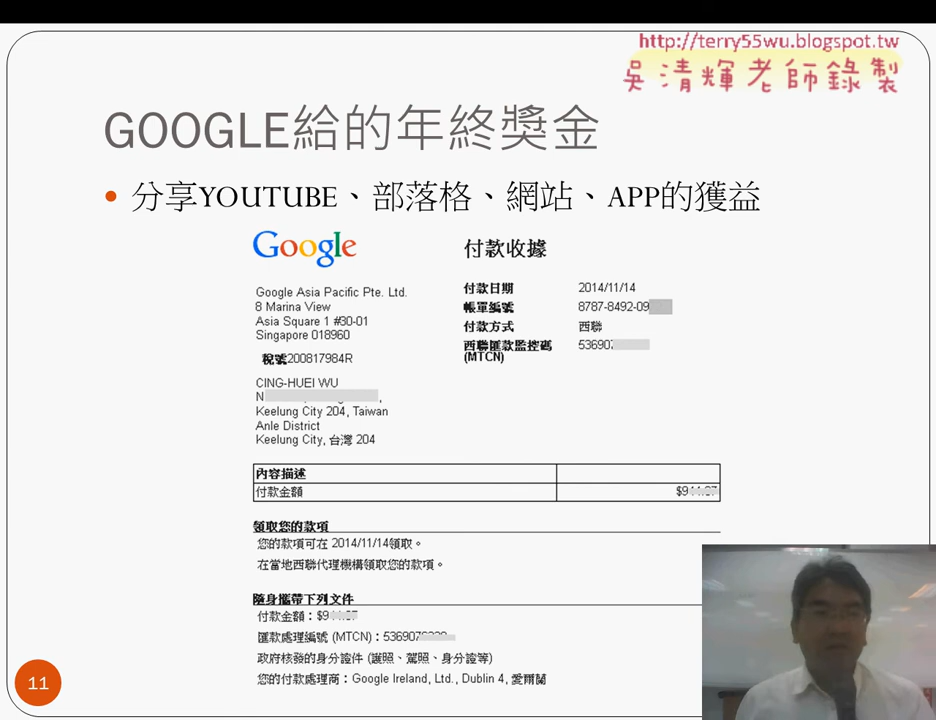 http://terry55wu.blogspot.tw
吳清輝老師錄製
GOOGLE給的年終獎金
• 分享YOUTUBE、部落格、網站、APP的獲益
Google
付款收據
Google Asia Pacific Pte. Ltd.
8 Marina View
Asia Square 1 #30-01
Singapore 018960
稅號200817984R
付款日期 2014/11/14
帳單編號 8787-8492-09
付款方式 西聯
西聯匯款監控碼 53690
(MTCN)
CING-HUEI WU
N
Keelung City 204, Taiwan
Anle District
Keelung City, 台灣 204
內容描述
付款金額 $9
領取您的款項
您的款項可在 2014/11/14領取。
在當地西聯代理機構領取您的款項。
隨身攜帶下列文件
付款金額：$9
匯款處理編號 (MTCN)：53690
政府核發的身分證件 (護照、駕照、身分證等)
您的付款處理商：Google Ireland, Ltd., Dublin 4, 愛爾蘭
11